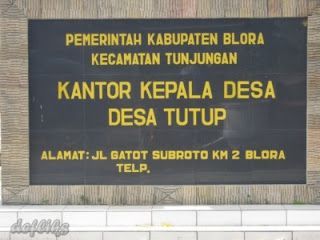 PEMERINTAH KABUPATEN BLORA
KECAMATAN TUNJUNGAN
KANTOR KEPALA DESA
DESA TUTUP
ALAMAT: JL GATOT SUBROTO KM 2 BLORA
TELP.